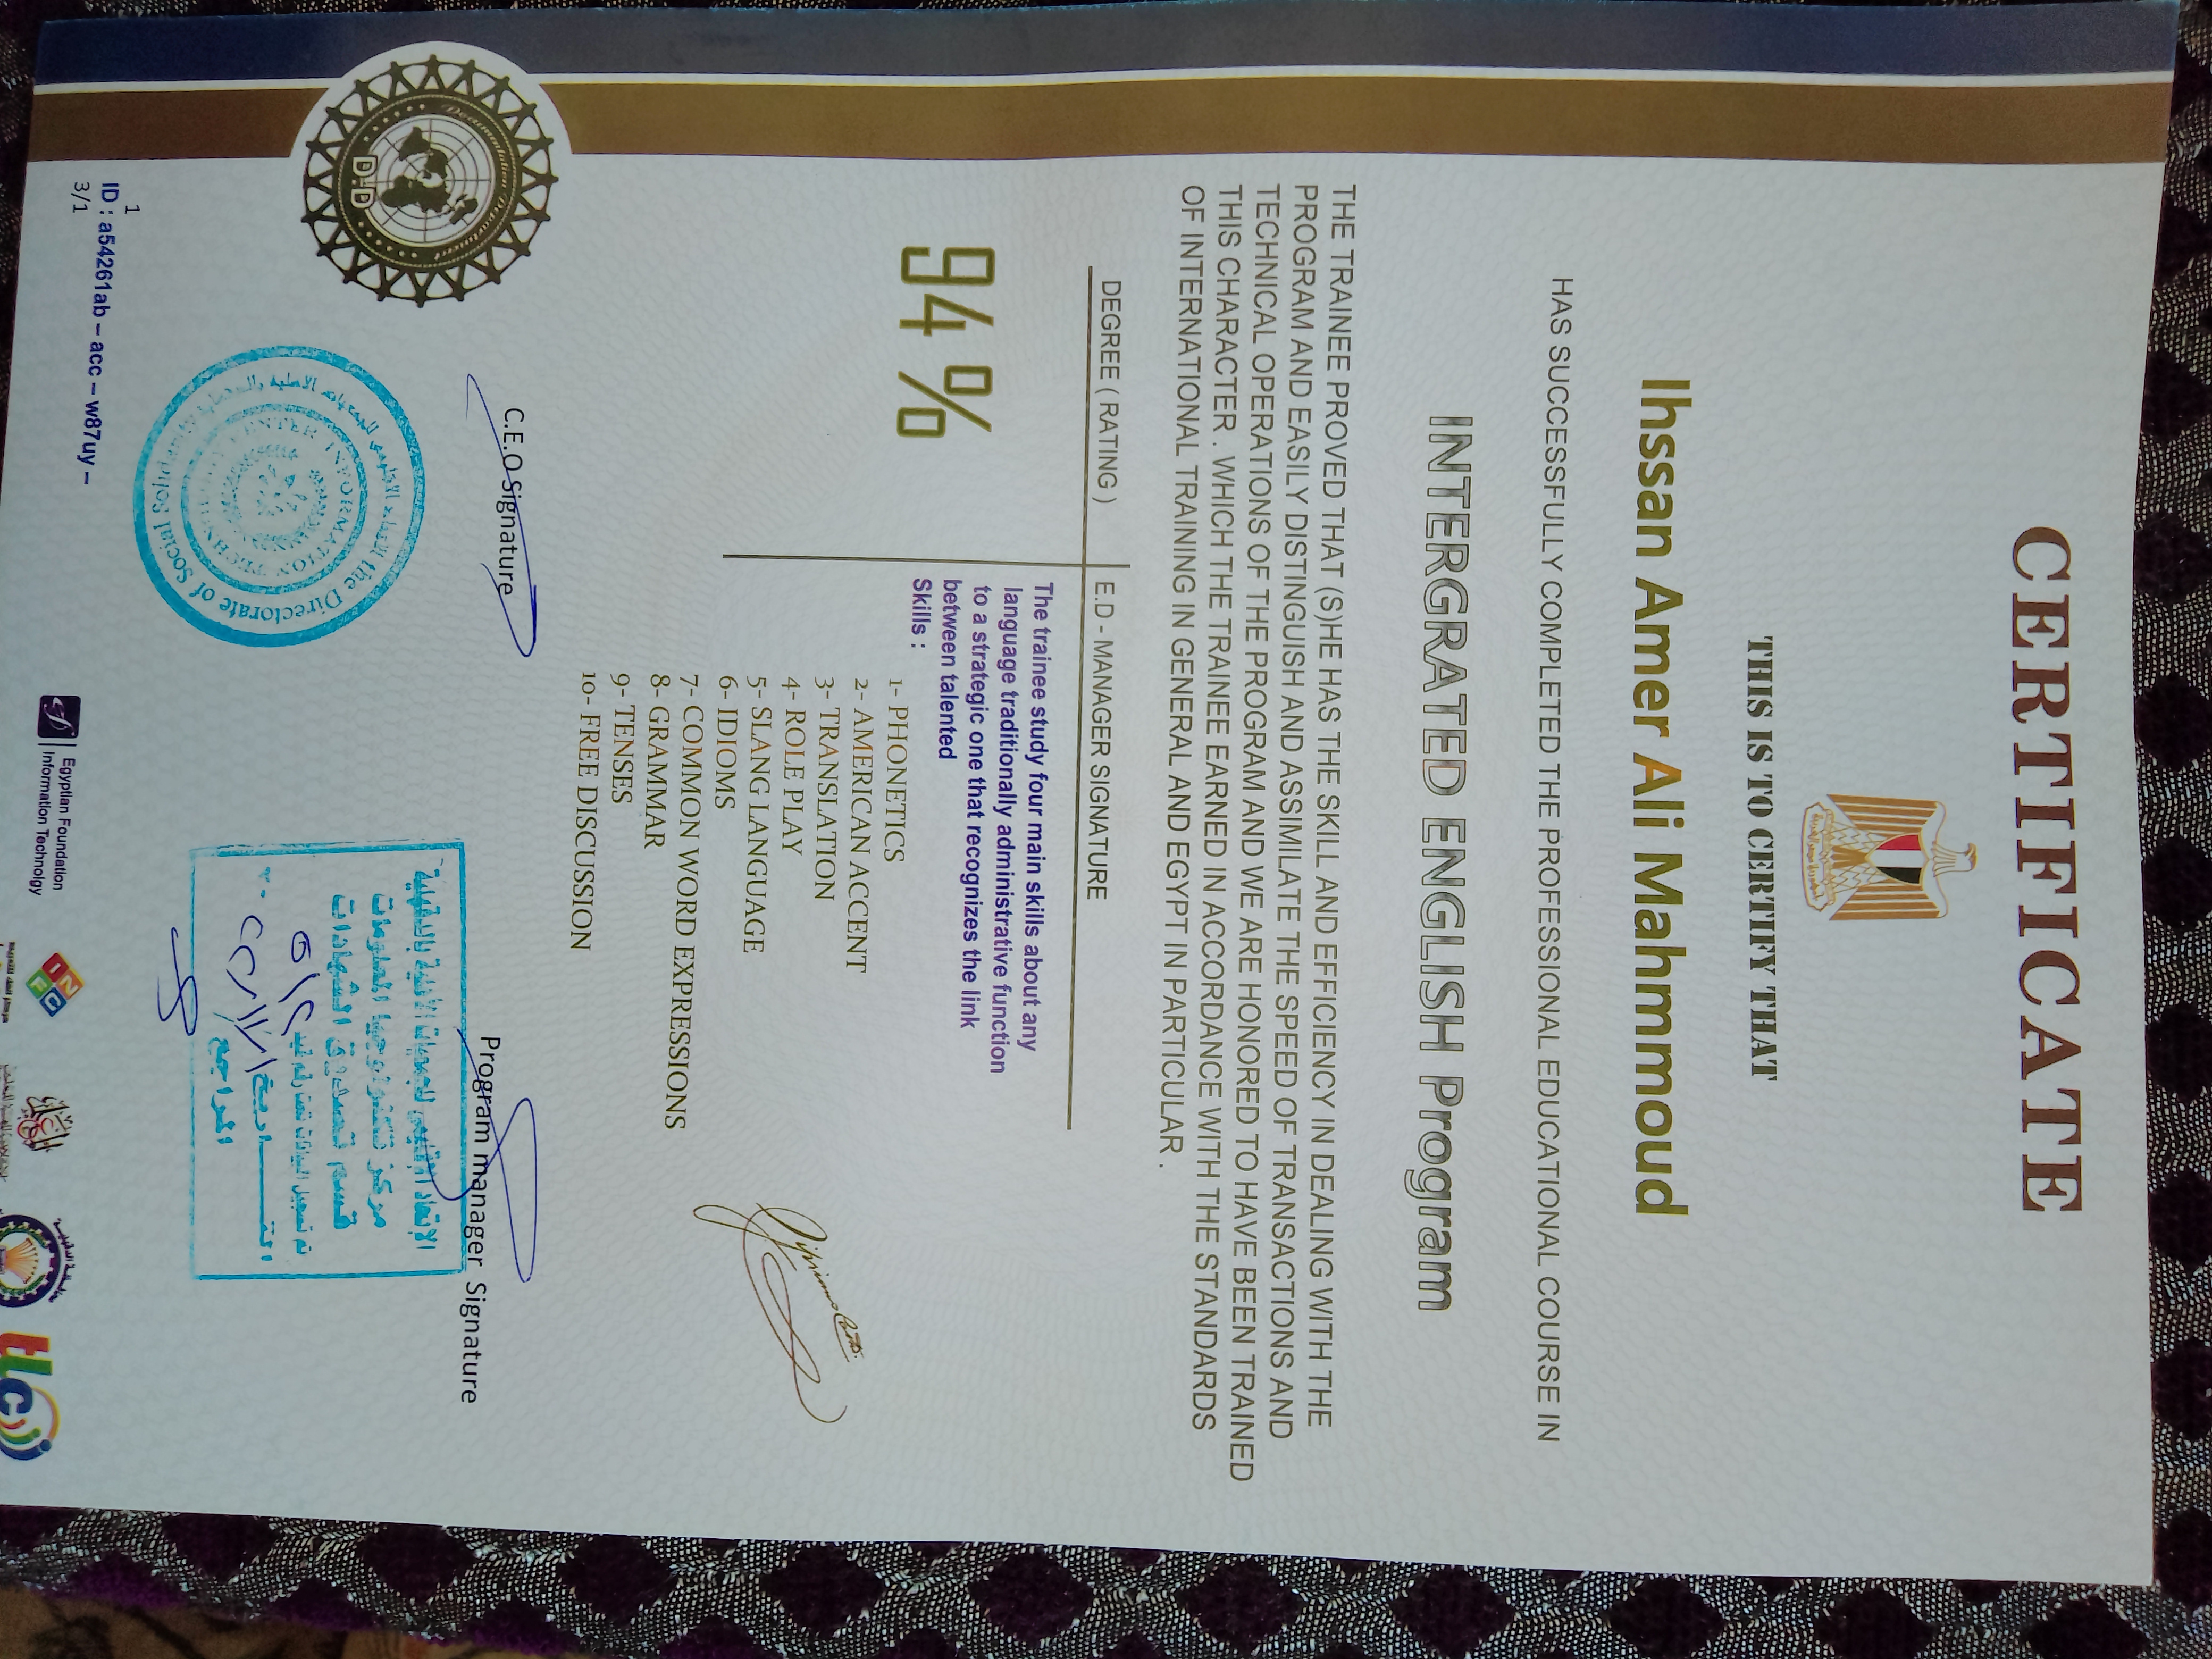 CERTIFICATE
THIS IS TO CERTIFY THAT
Ihssan Amer Ali Mahmmoud
HAS SUCCESSFULLY COMPLETED THE PROFESSIONAL EDUCATIONAL COURSE IN
INTERGRATED ENGLISH Program
THE TRAINEE PROVED THAT (S)HE HAS THE SKILL AND EFFICIENCY IN DEALING WITH THE
PROGRAM AND EASILY DISTINGUISH AND ASSIMILATE THE SPEED OF TRANSACTIONS AND
TECHNICAL OPERATIONS OF THE PROGRAM AND WE ARE HONORED TO HAVE BEEN TRAINED
THIS CHARACTER . WHICH THE TRAINEE EARNED IN ACCORDANCE WITH THE STANDARDS
OF INTERNATIONAL TRAINING IN GENERAL AND EGYPT IN PARTICULAR .
DEGREE ( RATING )
E.D - MANAGER SIGNATURE
94 %
The trainee study four main skills about any
language traditionally administrative function
to a strategic one that recognizes the link
between talented
Skills :
1- PHONETICS
2- AMERICAN ACCENT
3- TRANSLATION
4- ROLE PLAY
5- SLANG LANGUAGE
6- IDIOMS
7- COMMON WORD EXPRESSIONS
8- GRAMMAR
9- TENSES
10- FREE DISCUSSION
C.E.O Signature
Program manager Signature
D.D
the Directorate of Social Solidarity
CENTER INFORMATION
الاتحاد الإقليمي للجمعيات الأهلية بالدقهلية
مركز تكنولوجيا المعلومات
قسم تصديق الشهادات
تم تسجيل البيانات تحت رقم قيد
المراجع
1
ID : a54261ab – acc – w87uy –
3/1
Egyptian Foundation
Information Technolgy
INFC
tLc